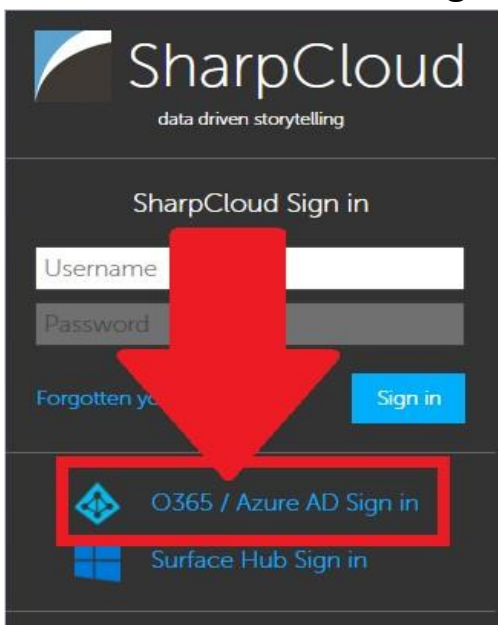 SharpCloud
data driven storytelling
SharpCloud Sign in
Username
Password
Forgotten
Sign in
O365 / Azure AD Sign in
Surface Hub Sign in